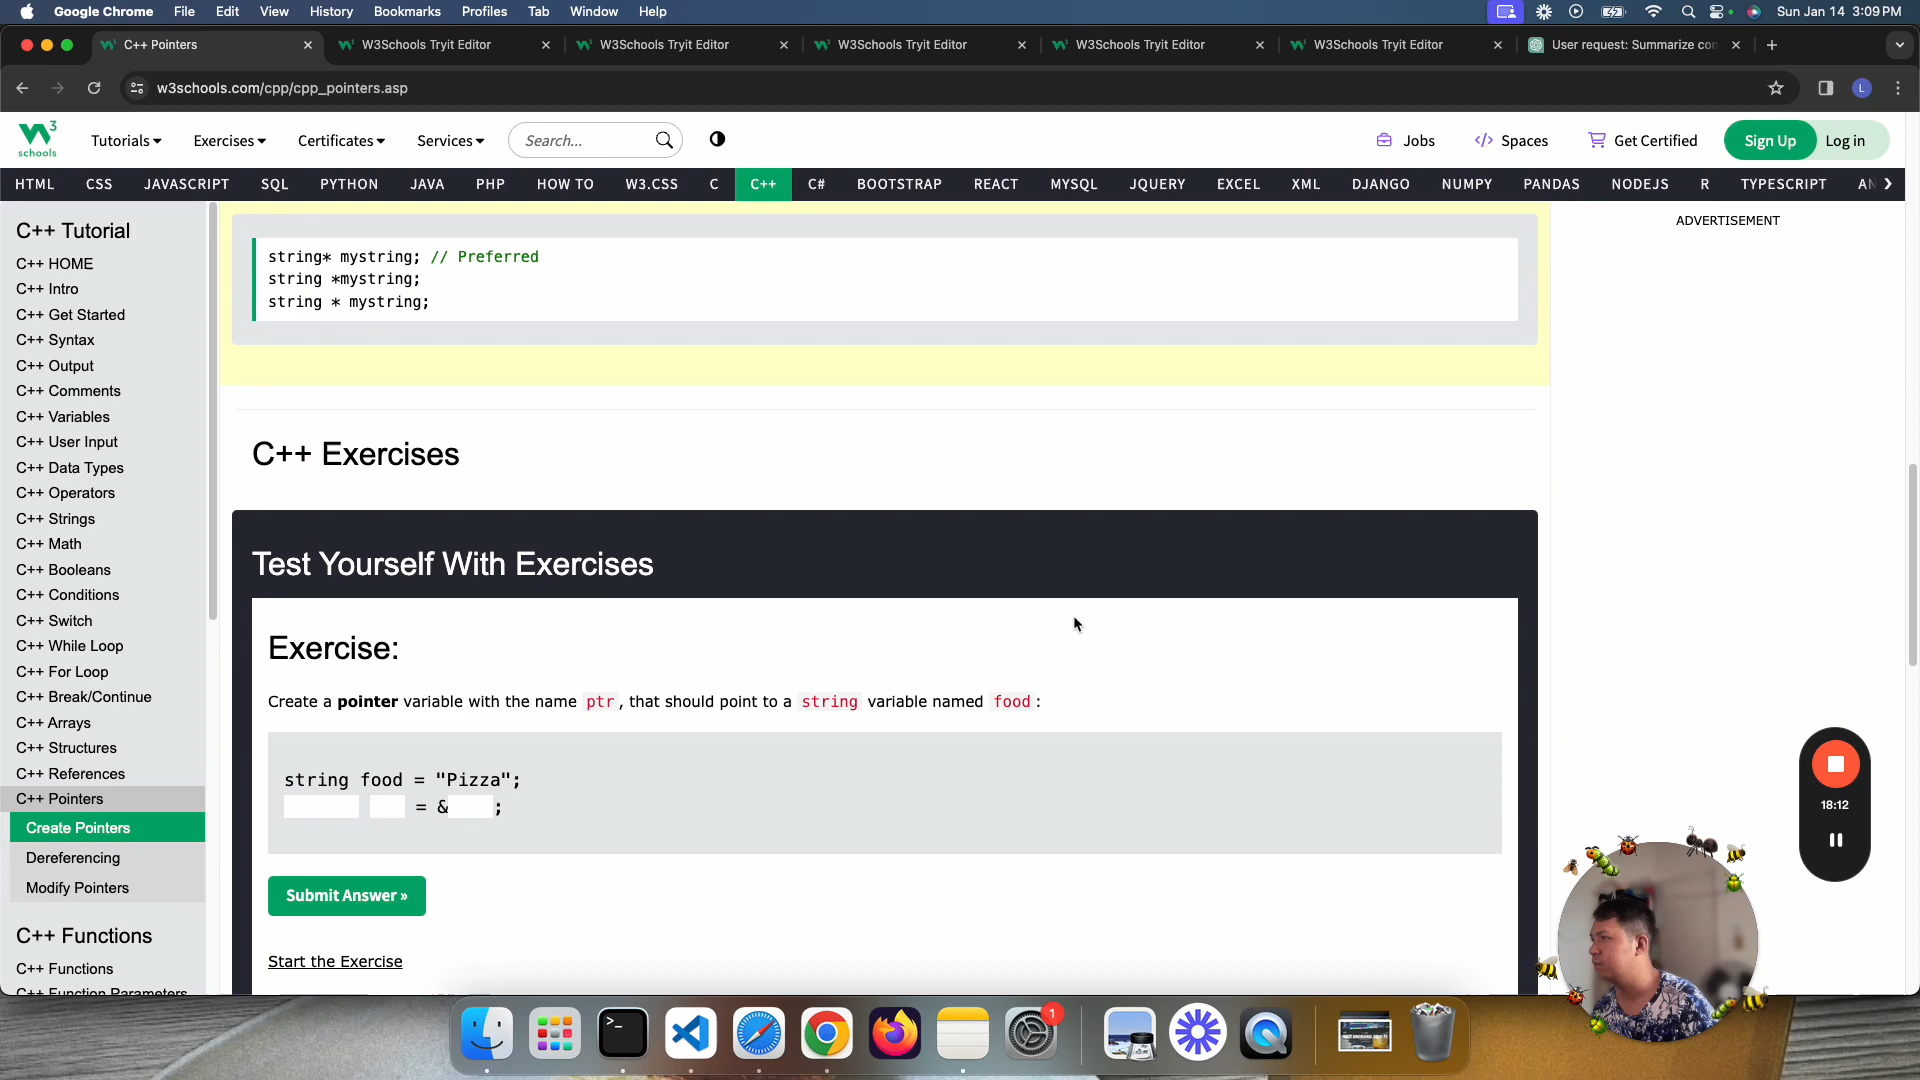 Google Chrome File Edit View History Bookmarks Profiles Tab Window Help Sun Jan 14 3:09 PM
C++ Pointers W3Schools Tryit Editor W3Schools Tryit Editor W3Schools Tryit Editor W3Schools Tryit Editor W3Schools Tryit Editor User request: Summarize con
w3schools.com/cpp/cpp_pointers.asp L
W3 schools Tutorials Exercises Certificates Services Search... Jobs Spaces Get Certified Sign Up Log in
HTML CSS JAVASCRIPT SQL PYTHON JAVA PHP HOW TO W3.CSS C C++ C# BOOTSTRAP REACT MYSQL JQUERY EXCEL XML DJANGO NUMPY PANDAS NODEJS R TYPESCRIPT AN
C++ Tutorial
C++ HOME
C++ Intro
C++ Get Started
C++ Syntax
C++ Output
C++ Comments
C++ Variables
C++ User Input
C++ Data Types
C++ Operators
C++ Strings
C++ Math
C++ Booleans
C++ Conditions
C++ Switch
C++ While Loop
C++ For Loop
C++ Break/Continue
C++ Arrays
C++ Structures
C++ References
C++ Pointers
Create Pointers
Dereferencing
Modify Pointers
C++ Functions
C++ Functions
C++ Function Parameters
string* mystring; // Preferred
string *mystring;
string * mystring;
C++ Exercises
Test Yourself With Exercises
Exercise:
Create a pointer variable with the name ptr, that should point to a string variable named food:
string food = "Pizza";
= & ;
Submit Answer »
Start the Exercise
ADVERTISEMENT
18:12
1